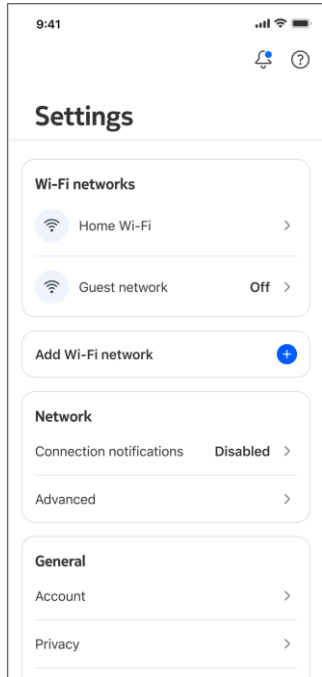 9:41
Settings
Wi-Fi networks
Home Wi-Fi
Guest network Off
Add Wi-Fi network
Network
Connection notifications Disabled
Advanced
General
Account
Privacy